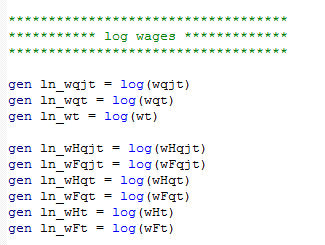 ***********************************
*********** log wages *************
***********************************
gen ln_wqjt = log(wqjt)
gen ln_wqt = log(wqt)
gen ln_wt = log(wt)
gen ln_wHqjt = log(wHqjt)
gen ln_wFqjt = log(wFqjt)
gen ln_wHqt = log(wHqt)
gen ln_wFqt = log(wFqt)
gen ln_wHt = log(wHt)
gen ln_wFt = log(wFt)